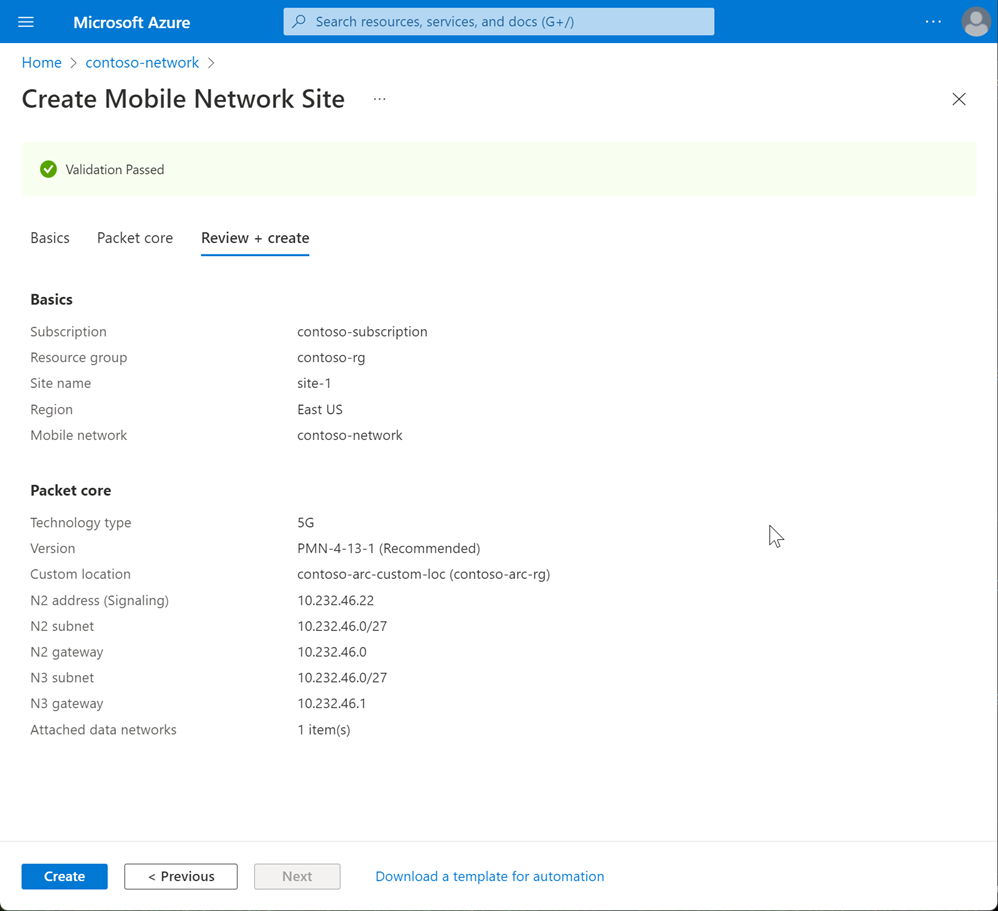 Microsoft Azure
Search resources, services, and docs (G+/)
...
Home > contoso-network >
Create Mobile Network Site ...
Validation Passed
Basics Packet core Review + create
Basics
Subscription contoso-subscription
Resource group contoso-rg
Site name site-1
Region East US
Mobile network contoso-network
Packet core
Technology type 5G
Version PMN-4-13-1 (Recommended)
Custom location contoso-arc-custom-loc (contoso-arc-rg)
N2 address (Signaling) 10.232.46.22
N2 subnet 10.232.46.0/27
N2 gateway 10.232.46.0
N3 subnet 10.232.46.0/27
N3 gateway 10.232.46.1
Attached data networks 1 item(s)
Create < Previous Next Download a template for automation